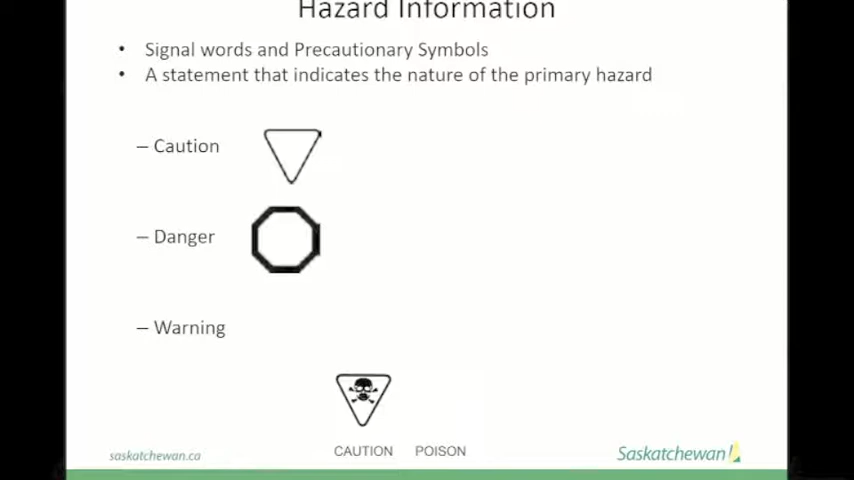 Hazard Information
• Signal words and Precautionary Symbols
• A statement that indicates the nature of the primary hazard
– Caution
– Danger
– Warning
CAUTION POISON
saskatchewan.ca
Saskatchewan